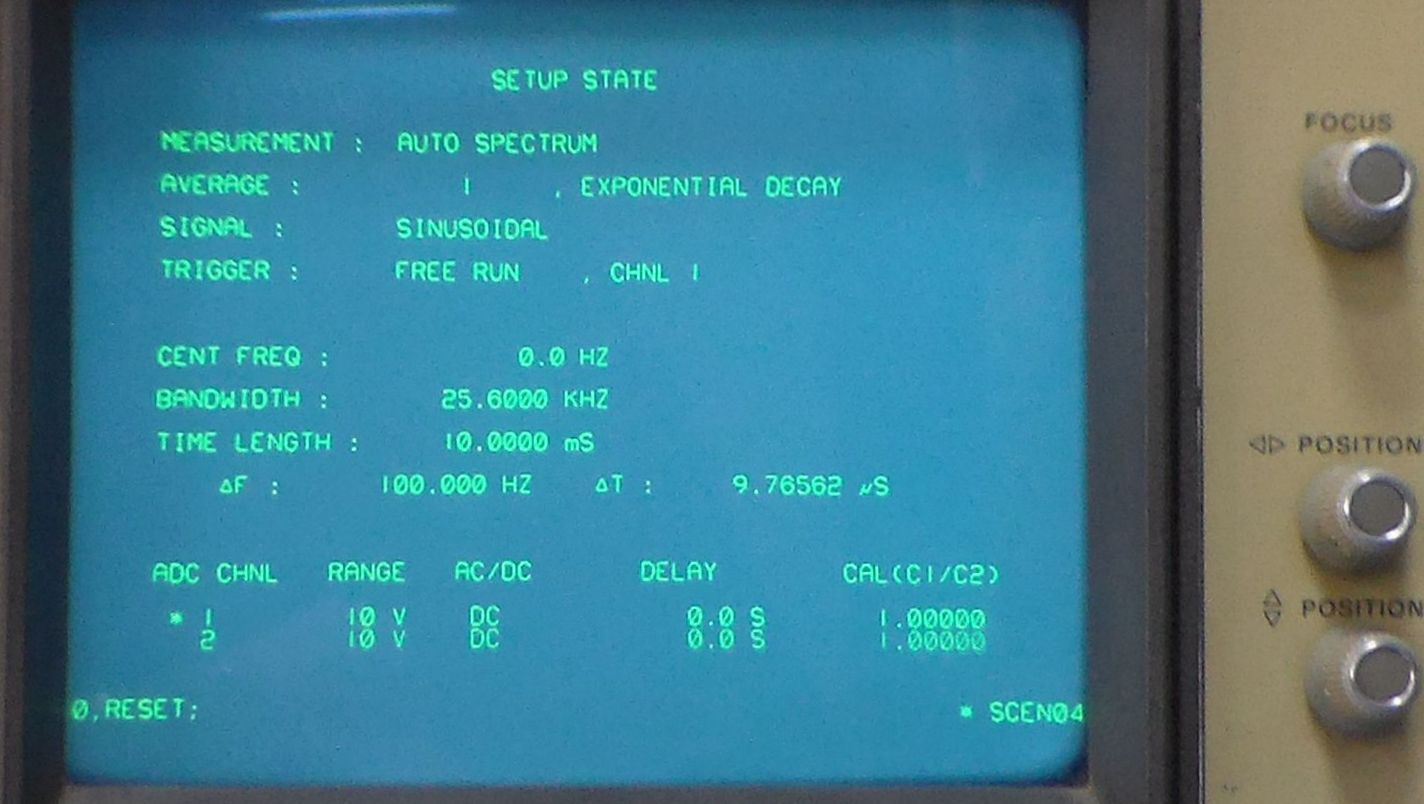 SETUP STATE
MEASUREMENT : AUTO SPECTRUM
AVERAGE : 1 , EXPONENTIAL DECAY
SIGNAL : SINUSOIDAL
TRIGGER : FREE RUN , CHNL 1
CENT FREQ : 0.0 HZ
BANDWIDTH : 25.6000 KHZ
TIME LENGTH : 10.0000 mS
ΔF : 100.000 HZ ΔT : 9.76562 µS
ADC CHNL RANGE AC/DC DELAY CAL(C1/C2)
* 1 10 V DC 0.0 S 1.00000
2 10 V DC 0.0 S 1.00000
0,RESET; * SCEN04
FOCUS
◁▷ POSITION
△▽ POSITION